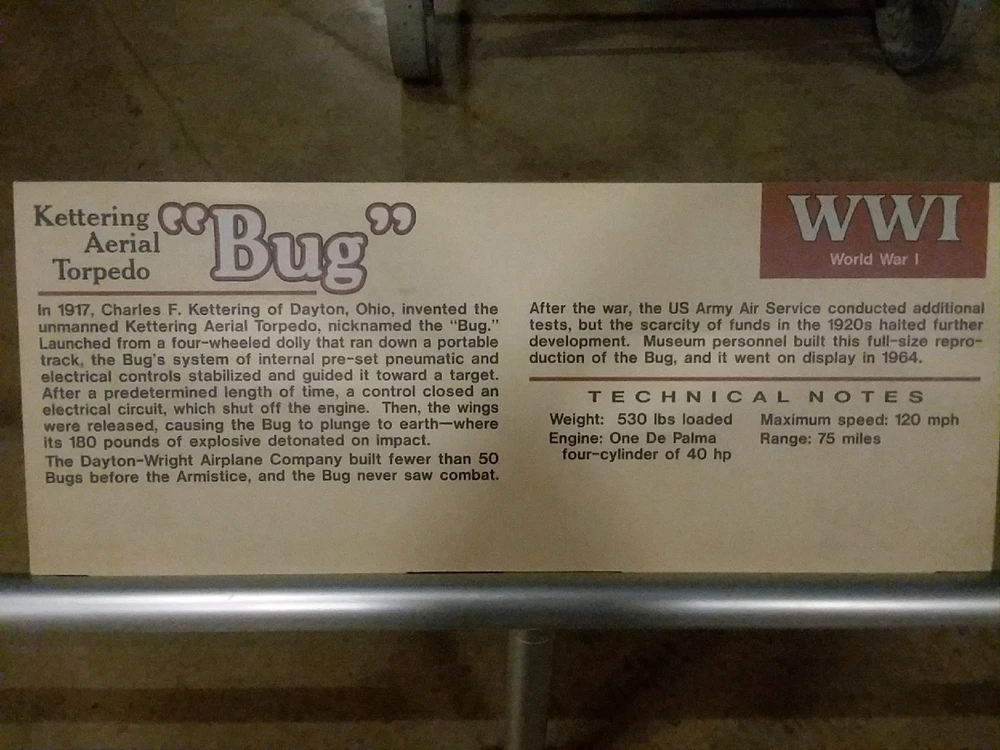 Kettering
Aerial
Torpedo
“Bug”
WWI
World War I
In 1917, Charles F. Kettering of Dayton, Ohio, invented the
unmanned Kettering Aerial Torpedo, nicknamed the “Bug.”
Launched from a four-wheeled dolly that ran down a portable
track, the Bug’s system of internal pre-set pneumatic and
electrical controls stabilized and guided it toward a target.
After a predetermined length of time, a control closed an
electrical circuit, which shut off the engine. Then, the wings
were released, causing the Bug to plunge to earth—where
its 180 pounds of explosive detonated on impact.
The Dayton-Wright Airplane Company built fewer than 50
Bugs before the Armistice, and the Bug never saw combat.
After the war, the US Army Air Service conducted additional
tests, but the scarcity of funds in the 1920s halted further
development. Museum personnel built this full-size repro-
duction of the Bug, and it went on display in 1964.
TECHNICAL NOTES
Weight: 530 lbs loaded
Engine: One De Palma
four-cylinder of 40 hp
Maximum speed: 120 mph
Range: 75 miles